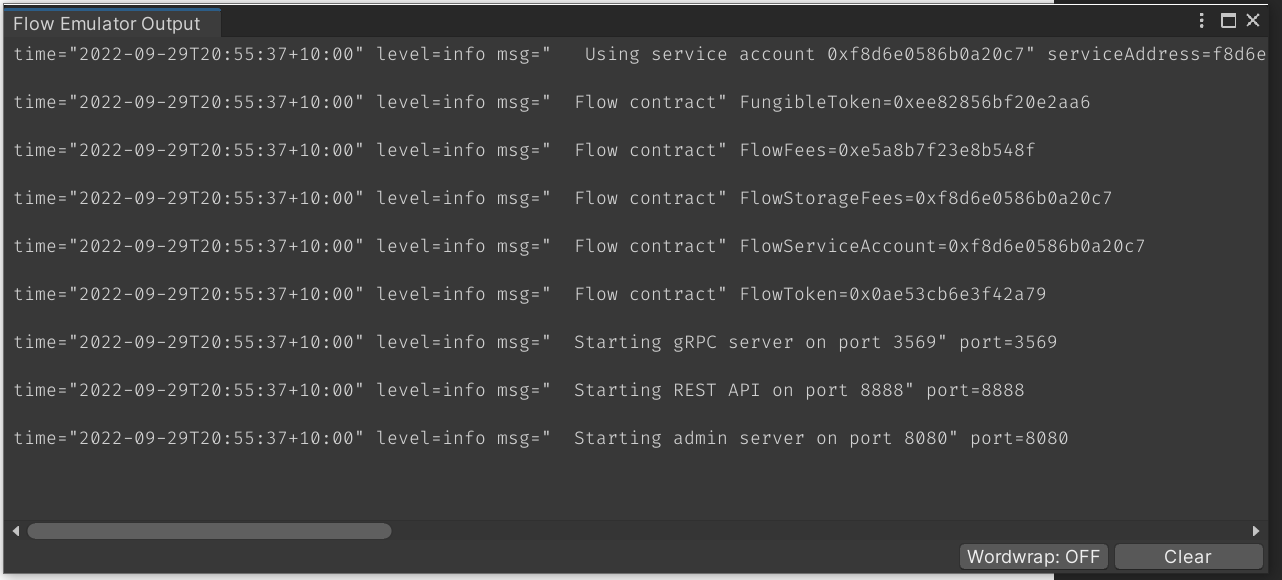 Flow Emulator Output
time="2022-09-29T20:55:37+10:00" level=info msg="   Using service account 0xf8d6e0586b0a20c7" serviceAddress=f8d6e
time="2022-09-29T20:55:37+10:00" level=info msg="  Flow contract" FungibleToken=0xee82856bf20e2aa6
time="2022-09-29T20:55:37+10:00" level=info msg="  Flow contract" FlowFees=0xe5a8b7f23e8b548f
time="2022-09-29T20:55:37+10:00" level=info msg="  Flow contract" FlowStorageFees=0xf8d6e0586b0a20c7
time="2022-09-29T20:55:37+10:00" level=info msg="  Flow contract" FlowServiceAccount=0xf8d6e0586b0a20c7
time="2022-09-29T20:55:37+10:00" level=info msg="  Flow contract" FlowToken=0x0ae53cb6e3f42a79
time="2022-09-29T20:55:37+10:00" level=info msg="  Starting gRPC server on port 3569" port=3569
time="2022-09-29T20:55:37+10:00" level=info msg="  Starting REST API on port 8888" port=8888
time="2022-09-29T20:55:37+10:00" level=info msg="  Starting admin server on port 8080" port=8080
Wordwrap: OFF Clear